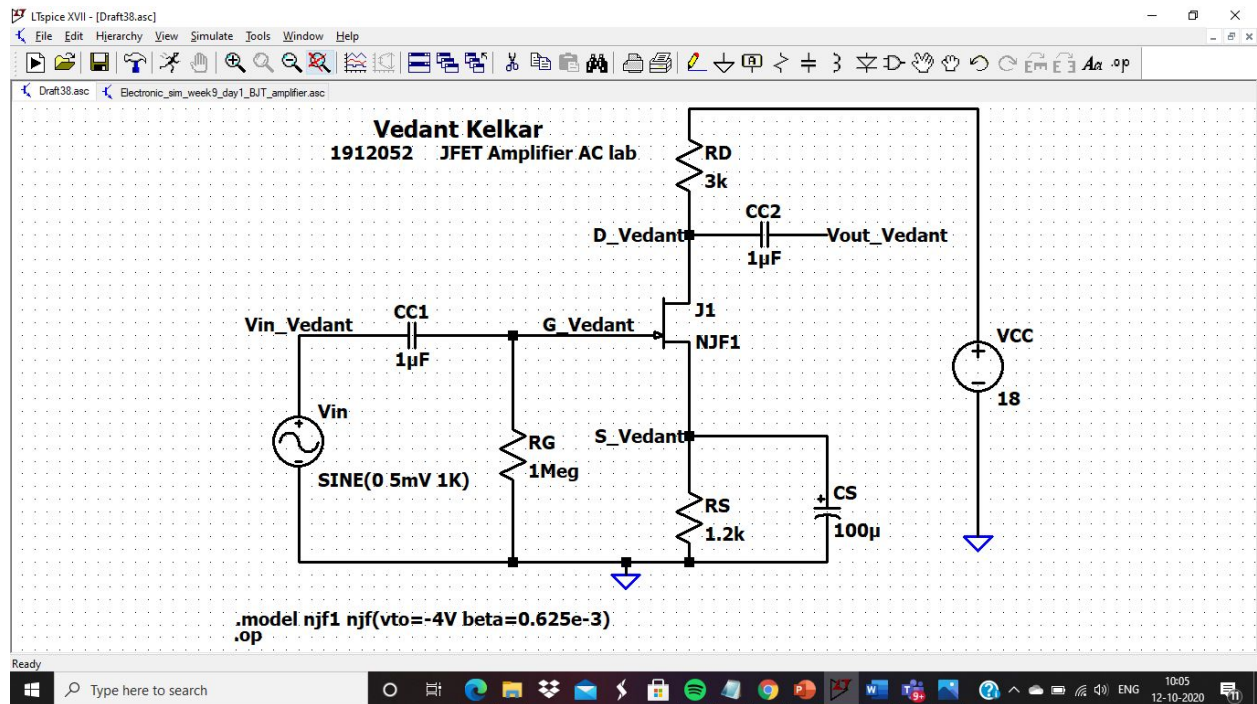 LTspice XVII - [Draft38.asc]
File Edit Hierarchy View Simulate Tools Window Help
Draft38.asc Electronic_sim_week9_day1_BJT_amplifier.asc
Vedant Kelkar
1912052 JFET Amplifier AC lab
RD
3k
CC2
D_Vedant Vout_Vedant
1µF
J1
NJF1
CC1
Vin_Vedant G_Vedant
1µF
VCC
18
Vin
SINE(0 5mV 1K)
RG
1Meg
S_Vedant
RS
1.2k
CS
100µ
.model njf1 njf(vto=-4V beta=0.625e-3)
.op
Ready
Type here to search
9+
ENG
10:05
12-10-2020
11